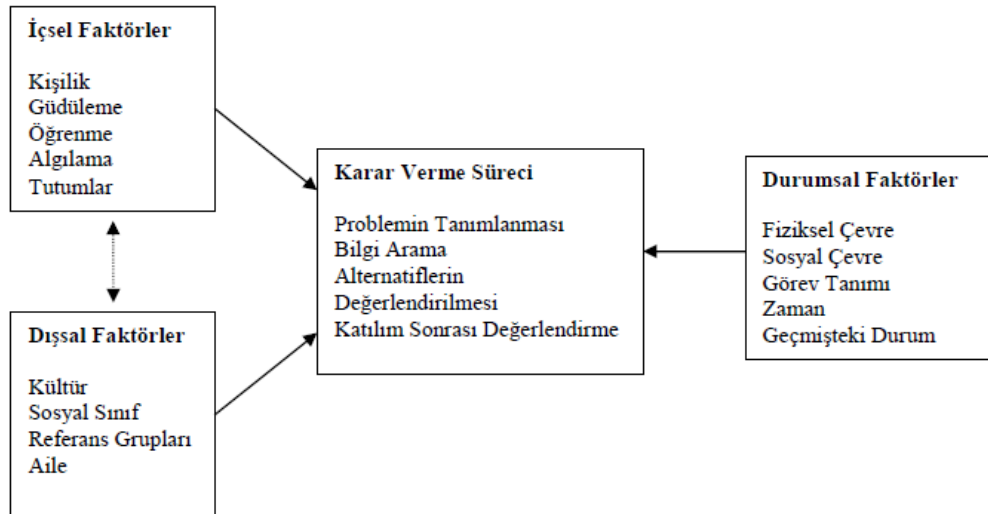 İçsel Faktörler
Kişilik
Güdüleme
Öğrenme
Algılama
Tutumlar
Dışsal Faktörler
Kültür
Sosyal Sınıf
Referans Grupları
Aile
Karar Verme Süreci
Problemin Tanımlanması
Bilgi Arama
Alternatiflerin
Değerlendirilmesi
Katılım Sonrası Değerlendirme
Durumsal Faktörler
Fiziksel Çevre
Sosyal Çevre
Görev Tanımı
Zaman
Geçmişteki Durum